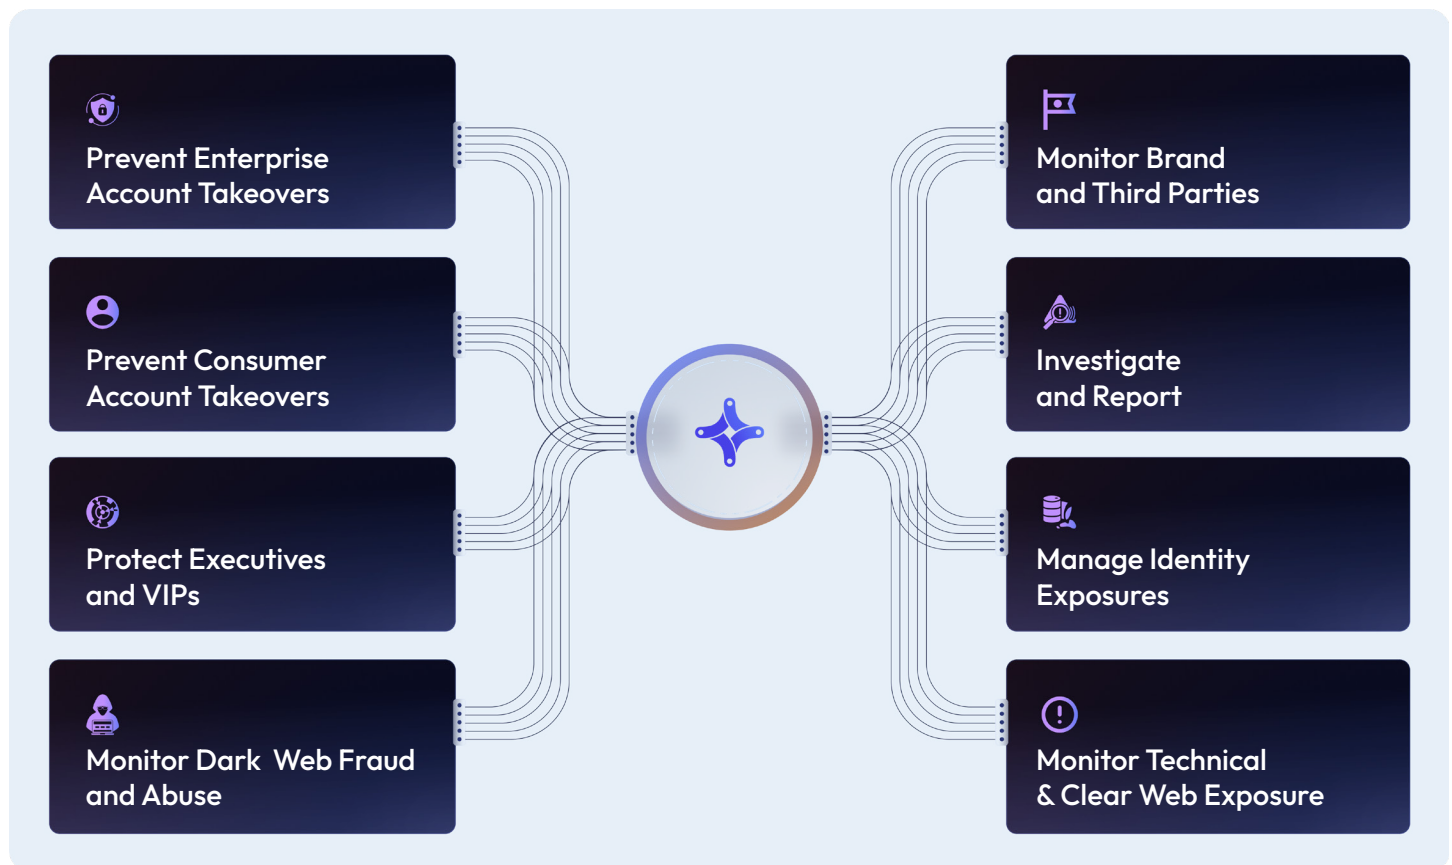 Prevent Enterprise
Account Takeovers
Prevent Consumer
Account Takeovers
Protect Executives
and VIPs
Monitor Dark  Web Fraud
and Abuse
Monitor Brand
and Third Parties
Investigate
and Report
Manage Identity
Exposures
Monitor Technical
& Clear Web Exposure